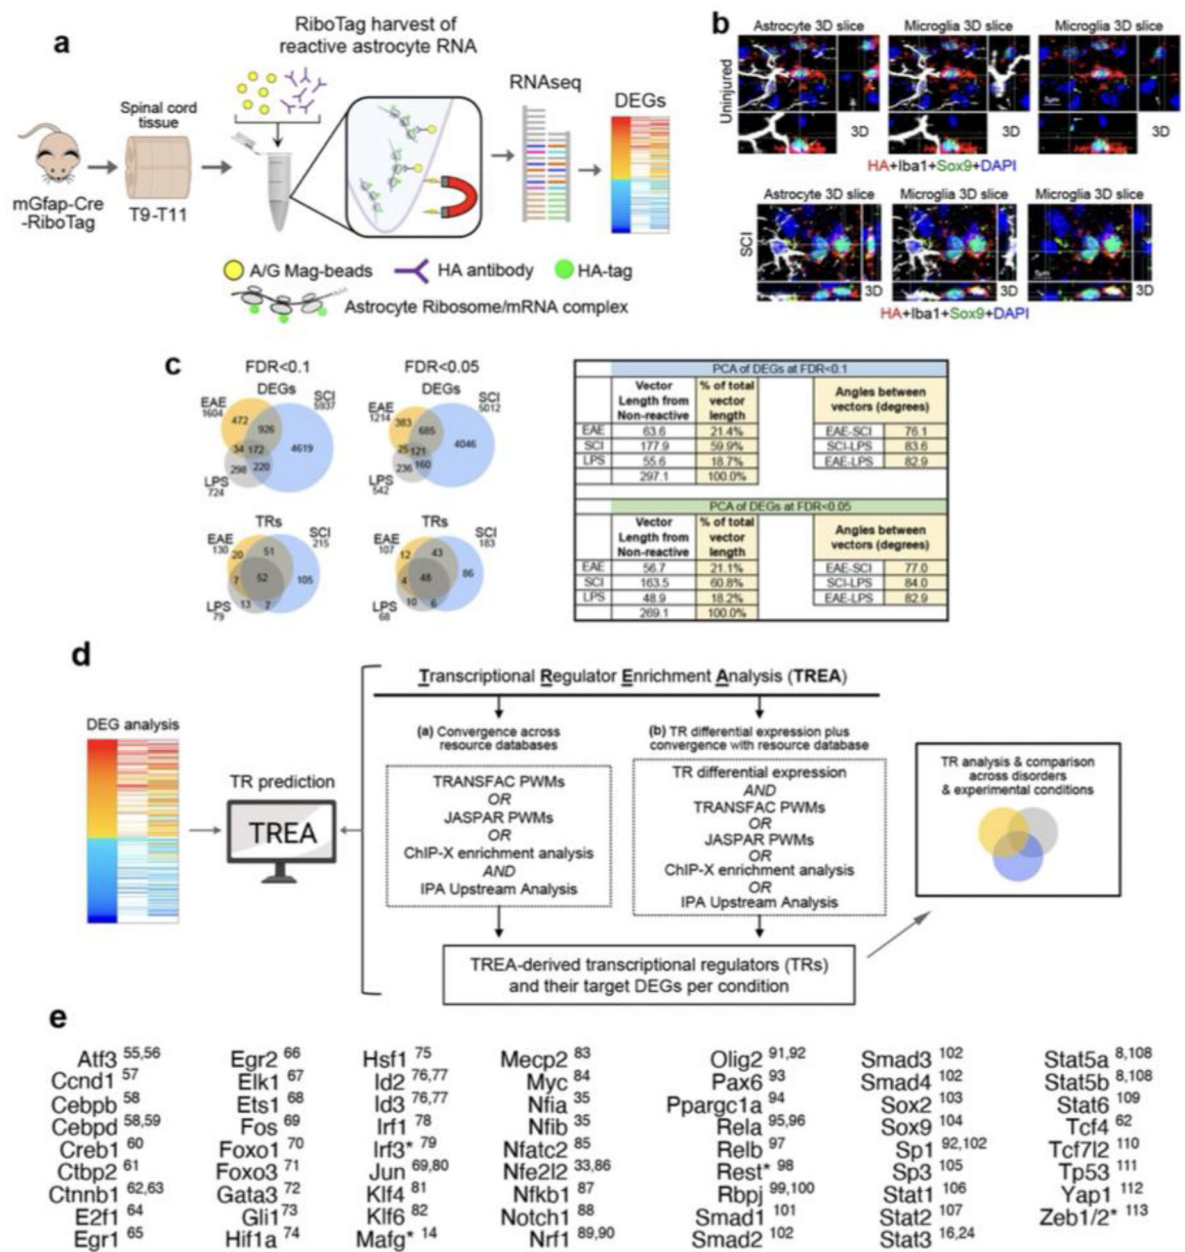 a
RiboTag harvest of
reactive astrocyte RNA
Spinal cord
tissue
mGfap-Cre
-RiboTag
T9-T11
RNAseq
DEGs
A/G Mag-beads
HA antibody
HA-tag
Astrocyte Ribosome/mRNA complex
b
Astrocyte 3D slice
Microglia 3D slice
Microglia 3D slice
Uninjured
5µm
3D
3D
3D
HA+Iba1+Sox9+DAPI
Astrocyte 3D slice
Microglia 3D slice
Microglia 3D slice
SCI
5µm
3D
3D
3D
HA+Iba1+Sox9+DAPI
c
FDR<0.1
DEGs
EAE
1604
SCI
5937
472
926
4619
34
172
298
220
LPS
724
FDR<0.05
DEGs
EAE
1214
SCI
5012
383
685
4046
25
121
236
160
LPS
542
TRs
EAE
130
SCI
215
20
51
7
52
105
13
7
LPS
79
TRs
EAE
107
SCI
183
12
43
4
48
86
10
6
LPS
68
PCA of DEGs at FDR<0.1
Vector Length from Non-reactive
% of total vector length
EAE 63.6 21.4%
SCI 177.9 59.9%
LPS 55.6 18.7%
297.1 100.0%
Angles between vectors (degrees)
EAE-SCI 76.1
SCI-LPS 83.6
EAE-LPS 82.9
PCA of DEGs at FDR<0.05
Vector Length from Non-reactive
% of total vector length
EAE 56.7 21.1%
SCI 163.5 60.8%
LPS 48.9 18.2%
269.1 100.0%
Angles between vectors (degrees)
EAE-SCI 77.0
SCI-LPS 84.0
EAE-LPS 82.9
d
DEG analysis
TR prediction
TREA
Transcriptional Regulator Enrichment Analysis (TREA)
(a) Convergence across
resource databases
TRANSFAC PWMs
OR
JASPAR PWMs
OR
ChIP-X enrichment analysis
AND
IPA Upstream Analysis
(b) TR differential expression plus
convergence with resource database
TR differential expression
AND
TRANSFAC PWMs
OR
JASPAR PWMs
OR
ChIP-X enrichment analysis
OR
IPA Upstream Analysis
TREA-derived transcriptional regulators (TRs)
and their target DEGs per condition
TR analysis & comparison
across disorders
& experimental conditions
e
Atf3 55,56
Ccnd1 57
Cebpb 58
Cebpd 58,59
Creb1 60
Ctbp2 61
Ctnnb1 62,63
E2f1 64
Egr1 65
Egr2 66
Elk1 67
Ets1 68
Fos 69
Foxo1 70
Foxo3 71
Gata3 72
Gli1 73
Hif1a 74
Hsf1 75
Id2 76,77
Id3 76,77
Irf1 78
Irf3* 79
Jun 69,80
Klf4 81
Klf6 82
Mafg* 14
Mecp2 83
Myc 84
Nfia 35
Nfib 35
Nfatc2 85
Nfe2l2 33,86
Nfkb1 87
Notch1 88
Nrf1 89,90
Olig2 91,92
Pax6 93
Ppargc1a 94
Rela 95,96
Relb 97
Rest* 98
Rbpj 99,100
Smad1 101
Smad2 102
Smad3 102
Smad4 102
Sox2 103
Sox9 104
Sp1 92,102
Sp3 105
Stat1 106
Stat2 107
Stat3 16,24
Stat5a 8,108
Stat5b 8,108
Stat6 109
Tcf4 62
Tcf7l2 110
Tp53 111
Yap1 112
Zeb1/2* 113